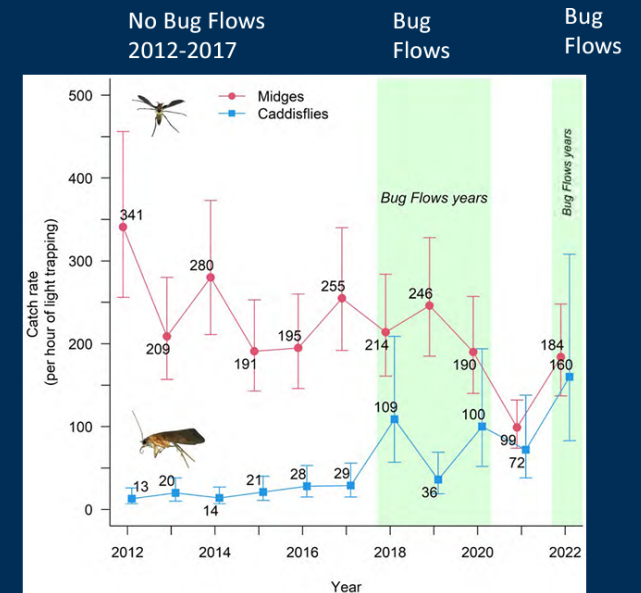 No Bug Flows
2012-2017
Bug
Flows
Bug
Flows
Midges
Caddisflies
Bug Flows years
Bug Flows years
Catch rate
(per hour of light trapping)
500
400
300
200
100
0
341
209
280
191
195
255
214
246
190
99
184
13
20
14
21
28
29
109
36
100
72
160
2012
2014
2016
2018
2020
2022
Year